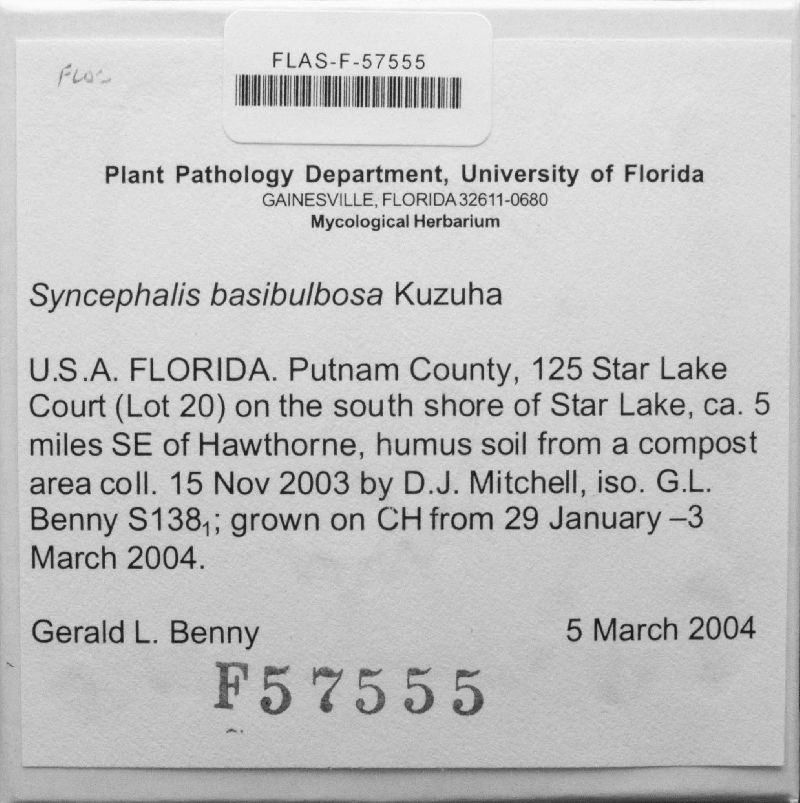 FLAS-F-57555
FLAS
Plant Pathology Department, University of Florida
GAINESVILLE, FLORIDA 32611-0680
Mycological Herbarium
Syncephalis basibulbosa Kuzuha
U.S.A. FLORIDA. Putnam County, 125 Star Lake
Court (Lot 20) on the south shore of Star Lake, ca. 5
miles SE of Hawthorne, humus soil from a compost
area coll. 15 Nov 2003 by D.J. Mitchell, iso. G.L.
Benny S138₁; grown on CH from 29 January –3
March 2004.
Gerald L. Benny 5 March 2004
F57555